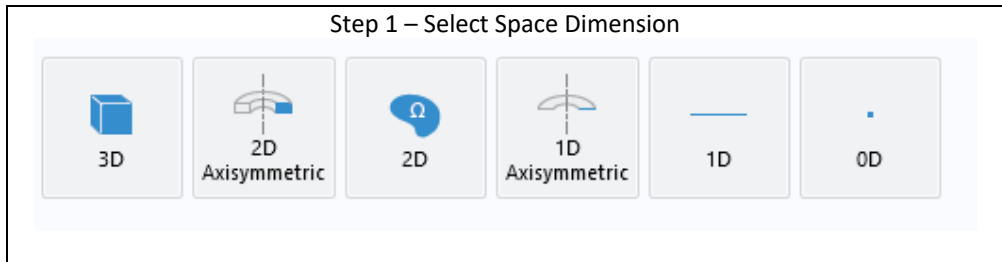 Step 1 – Select Space Dimension
Ω
3D
2D
Axisymmetric
2D
1D
Axisymmetric
1D
0D